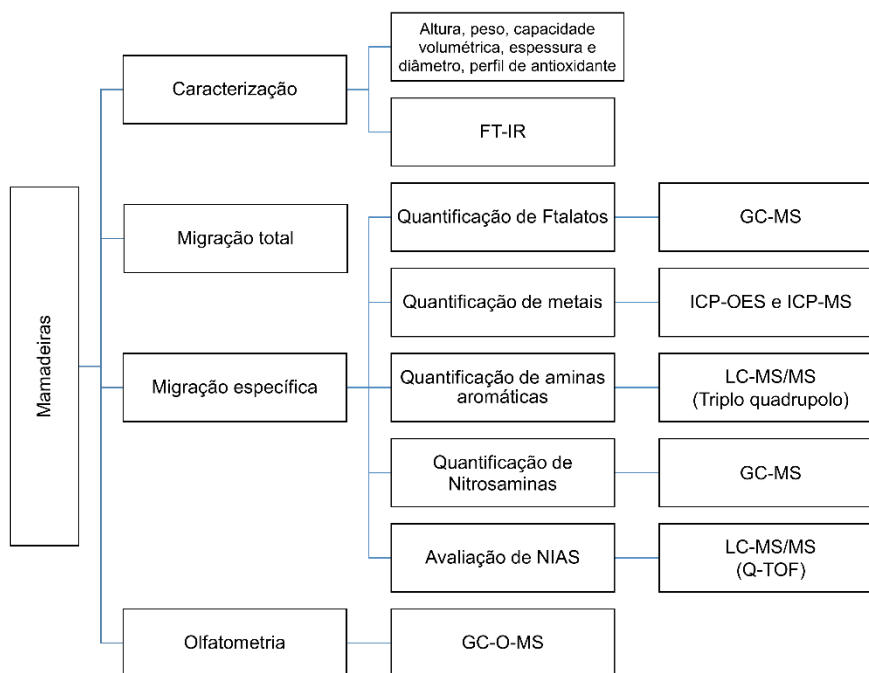 Mamadeiras
Caracterização
Altura, peso, capacidade
volumétrica, espessura e
diâmetro, perfil de antioxidante
FT-IR
Migração total
Migração específica
Quantificação de Ftalatos
GC-MS
Quantificação de metais
ICP-OES e ICP-MS
Quantificação de aminas
aromáticas
LC-MS/MS
(Triplo quadrupolo)
Quantificação de
Nitrosaminas
GC-MS
Avaliação de NIAS
LC-MS/MS
(Q-TOF)
Olfatometria
GC-O-MS